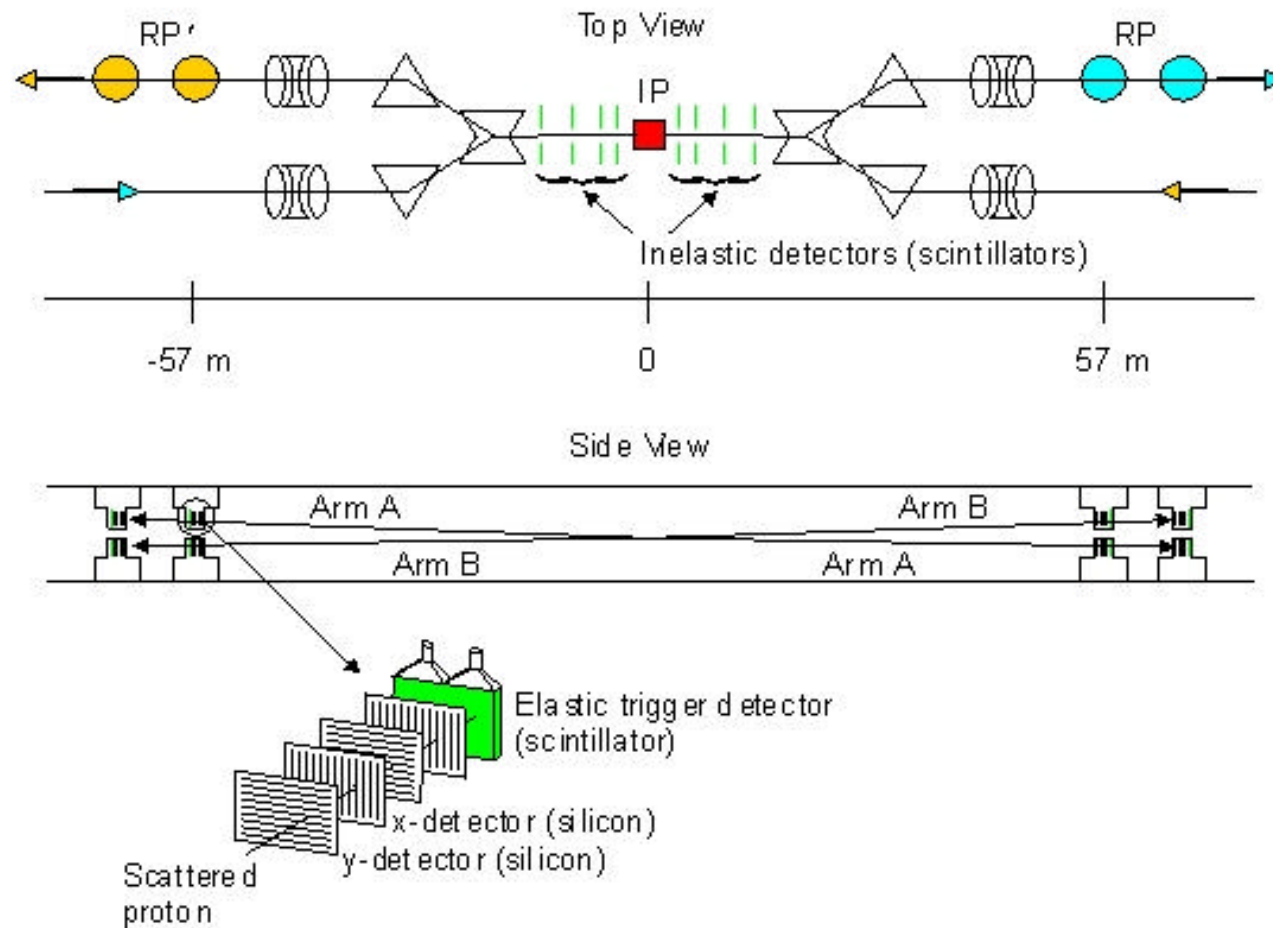 Top View
RP' RP
IP
Inelastic detectors (scintillators)
-57 m 0 57 m
Side View
Arm A Arm B
Arm B Arm A
Elastic trigger detector
(scintillator)
x-detector (silicon)
y-detector (silicon)
Scattered
proton